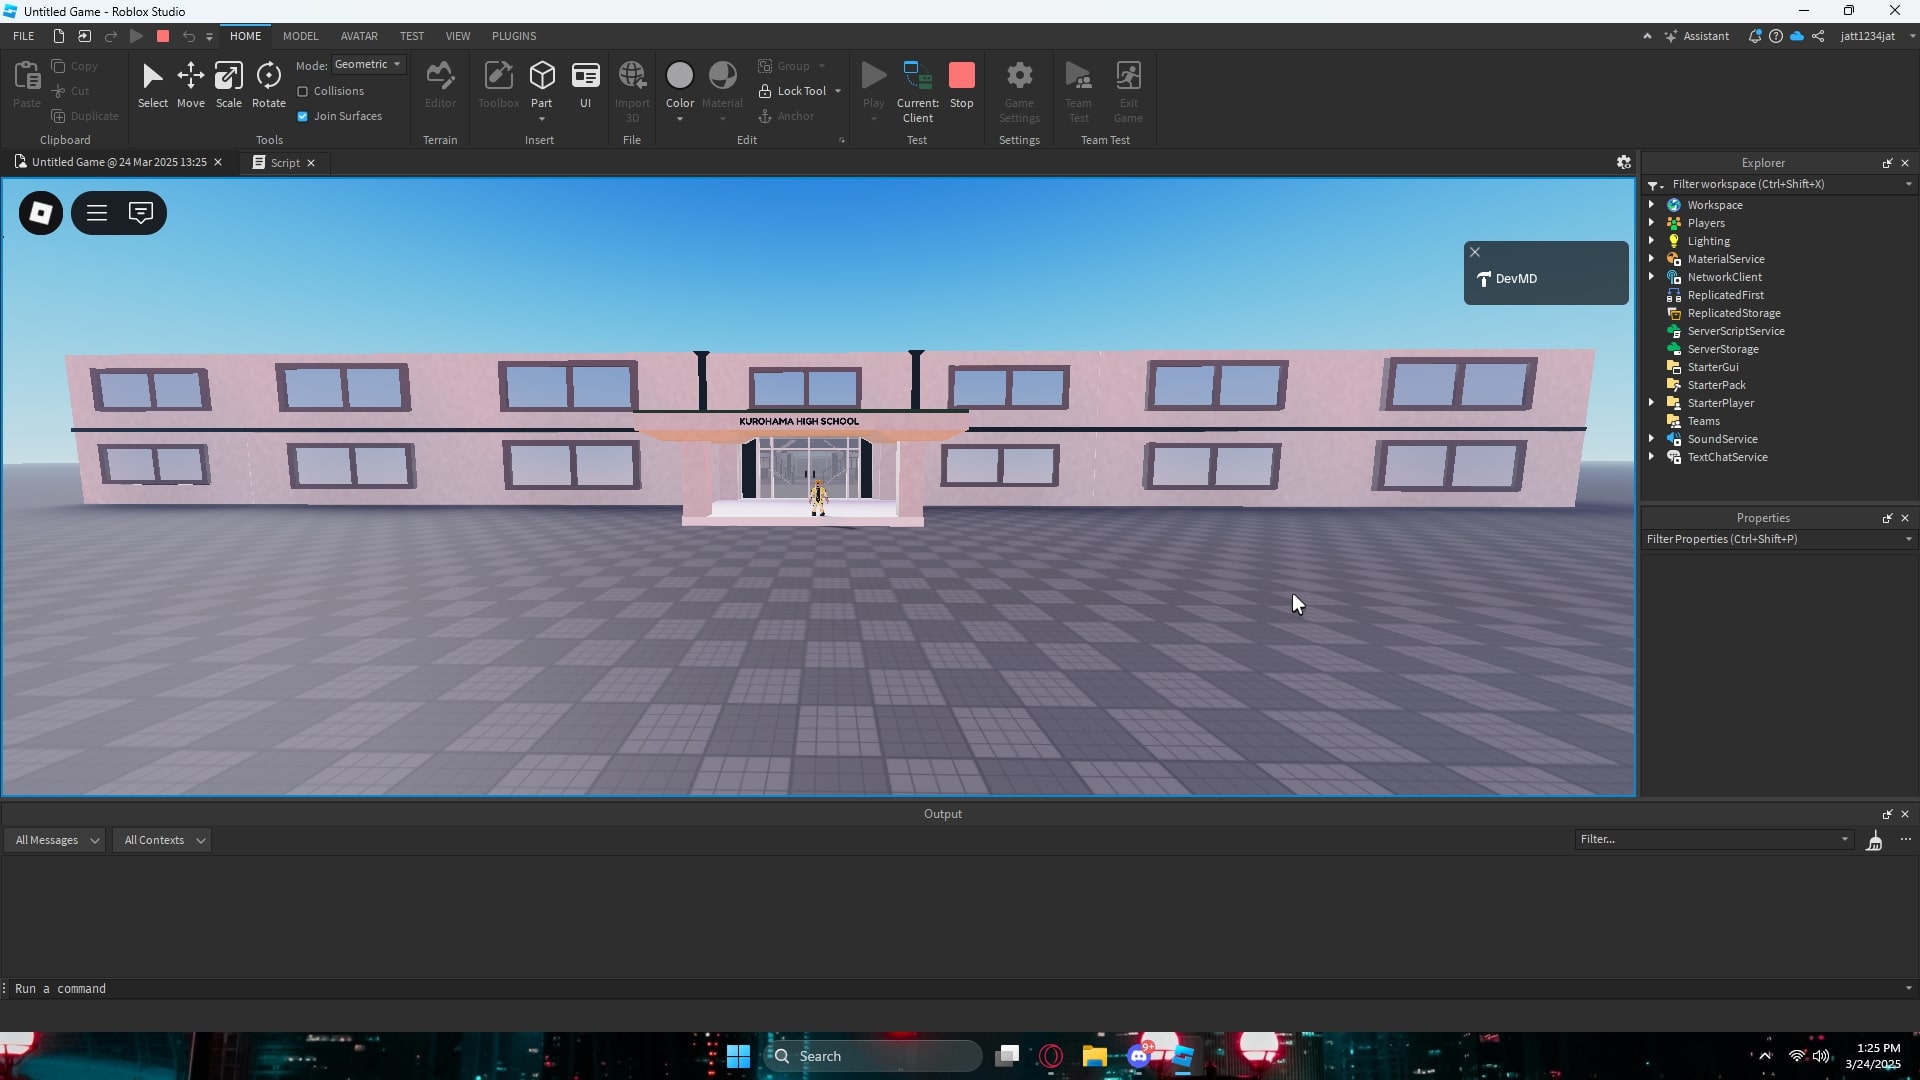 Untitled Game - Roblox Studio
FILE HOME MODEL AVATAR TEST VIEW PLUGINS Assistant jatt1234jat
Paste Copy Cut Duplicate
Clipboard
Select Move Scale Rotate
Mode: Geometric
Collisions
Join Surfaces
Tools
Editor
Terrain
Toolbox Part UI
Insert
Import 3D
File
Color Material
Group
Lock Tool
Anchor
Edit
Play
Current: Client
Stop
Test
Game Settings
Settings
Team Test
Exit Game
Team Test
Untitled Game @ 24 Mar 2025 13:25
Script
DevMD
KUROHAMA HIGH SCHOOL
Explorer
Filter workspace (Ctrl+Shift+X)
Workspace
Players
Lighting
MaterialService
NetworkClient
ReplicatedFirst
ReplicatedStorage
ServerScriptService
ServerStorage
StarterGui
StarterPack
StarterPlayer
Teams
SoundService
TextChatService
Properties
Filter Properties (Ctrl+Shift+P)
Output
All Messages All Contexts Filter...
Run a command
Search
9+
1:25 PM
3/24/2025